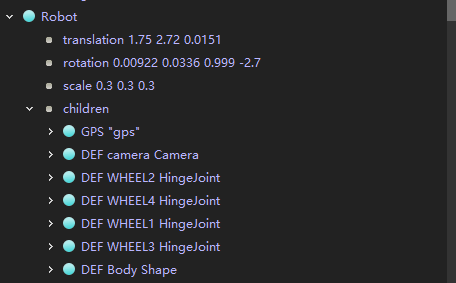 Robot
translation 1.75 2.72 0.0151
rotation 0.00922 0.0336 0.999 -2.7
scale 0.3 0.3 0.3
children
GPS "gps"
DEF camera Camera
DEF WHEEL2 HingeJoint
DEF WHEEL4 HingeJoint
DEF WHEEL1 HingeJoint
DEF WHEEL3 HingeJoint
DEF Body Shape